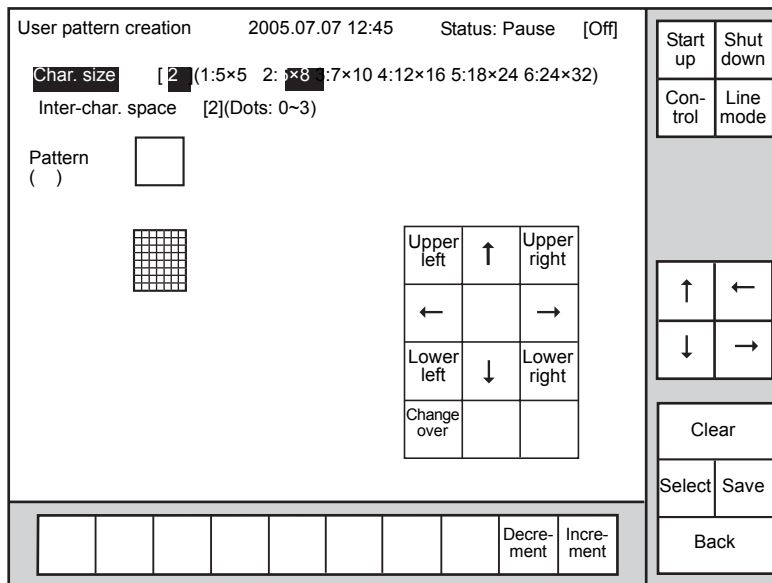 User pattern creation 2005.07.07 12:45 Status: Pause [Off]
Char. size [ 2 ](1:5×5 2: ×8 3:7×10 4:12×16 5:18×24 6:24×32)
Inter-char. space [2](Dots: 0~3)
Pattern
( )
Upper
left
↑
Upper
right
←
→
Lower
left
↓
Lower
right
Change
over
Decre-
ment
Incre-
ment
Start
up
Shut
down
Con-
trol
Line
mode
↑
←
↓
→
Clear
Select
Save
Back